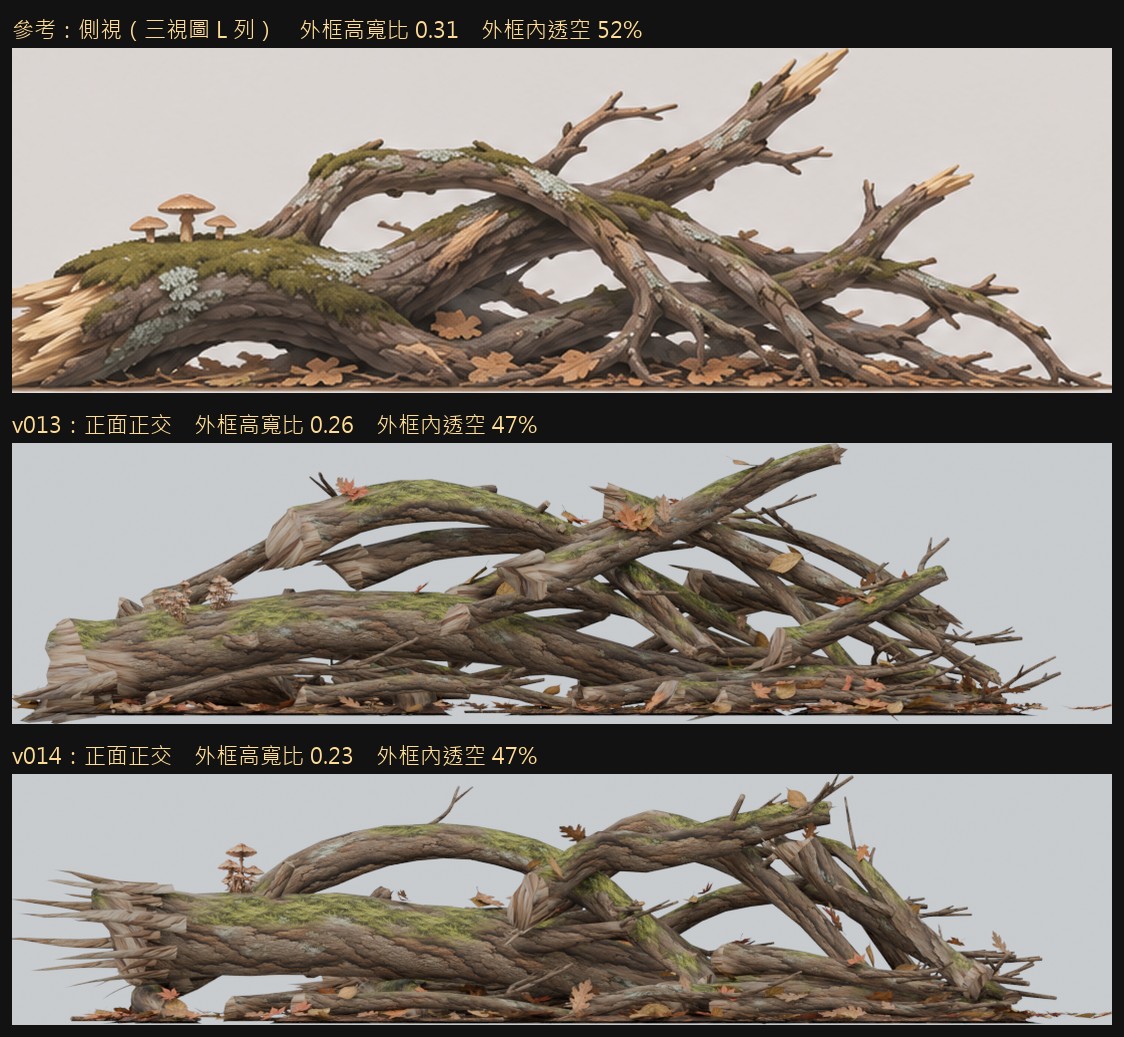 參考：側視（三視圖 L 列） 外框高寬比 0.31 外框內透空 52%
v013：正面正交 外框高寬比 0.26 外框內透空 47%
v014：正面正交 外框高寬比 0.23 外框內透空 47%